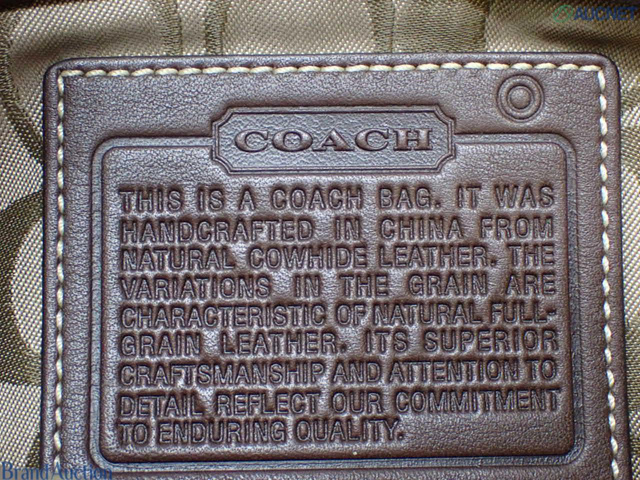 AUCNET
COACH
THIS IS A COACH BAG. IT WAS
HANDCRAFTED IN CHINA FROM
NATURAL COWHIDE LEATHER. THE
VARIATIONS IN THE GRAIN ARE
CHARACTERISTIC OF NATURAL FULL-
GRAIN LEATHER. ITS SUPERIOR
CRAFTSMANSHIP AND ATTENTION TO
DETAIL REFLECT OUR COMMITMENT
TO ENDURING QUALITY.
Brand Auction